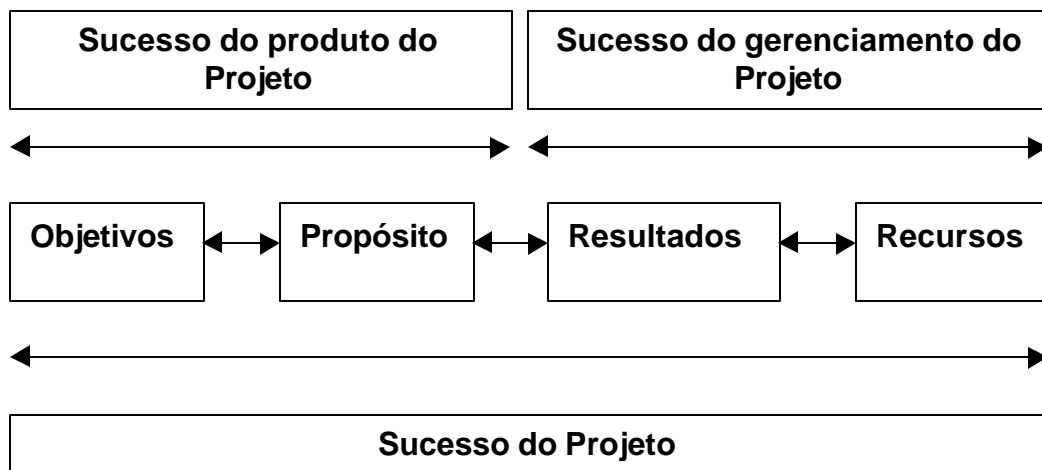 Sucesso do produto do
Projeto
Sucesso do gerenciamento do
Projeto
Objetivos
Propósito
Resultados
Recursos
Sucesso do Projeto